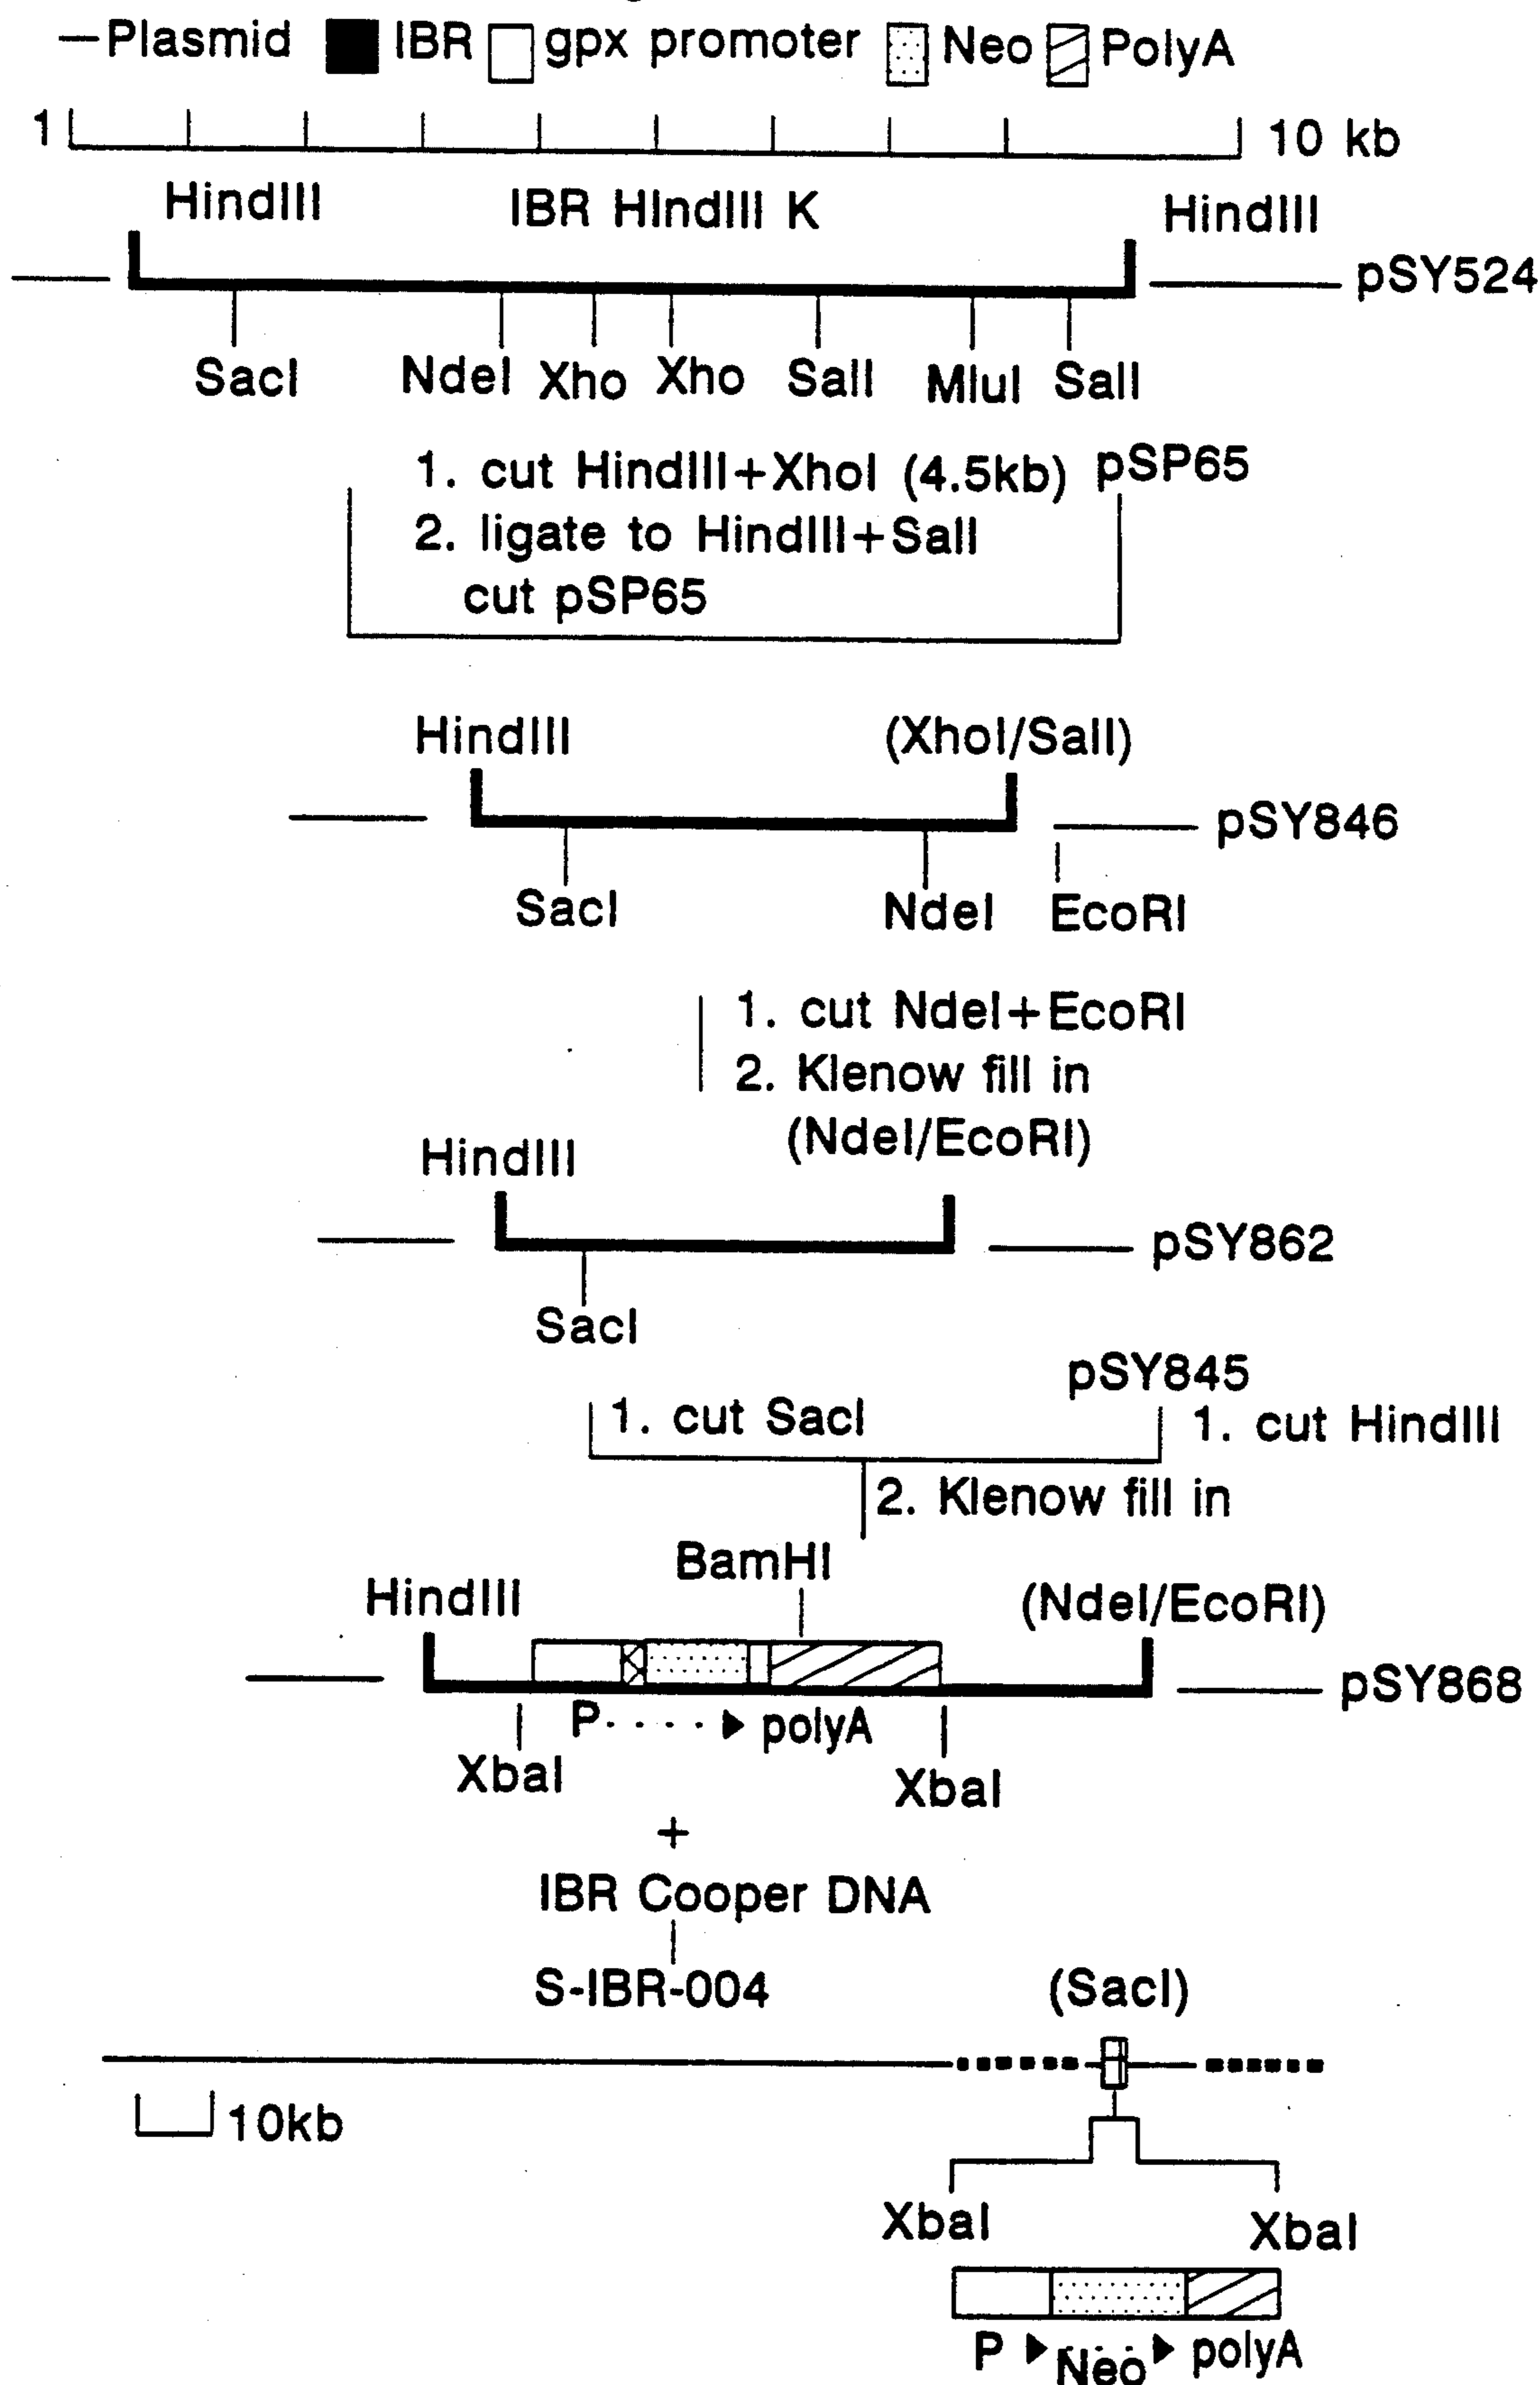 —Plasmid IBR gpx promoter Neo PolyA
1 10 kb
HindIII IBR HIndIII K HindIII
pSY524
SacI NdeI Xho Xho SalI MluI SalI
1. cut HindIII+XhoI (4.5kb) pSP65
2. ligate to HindIII+SalI
cut pSP65
HindIII (XhoI/SalI)
pSY846
SacI NdeI EcoRI
1. cut NdeI+EcoRI
2. Klenow fill in
(NdeI/EcoRI)
HindIII
pSY862
SacI
pSY845
1. cut SacI 1. cut HindIII
2. Klenow fill in
BamHI
HindIII (NdeI/EcoRI)
pSY868
P polyA
XbaI XbaI
+
IBR Cooper DNA
S-IBR-004 (SacI)
10kb
XbaI XbaI
P Neo polyA